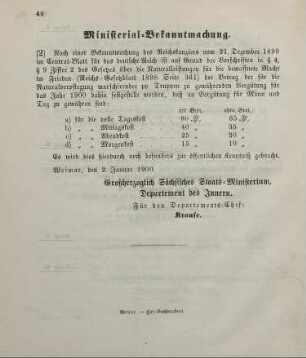 44
Ministerial-Bekanntmachung.
[2] Nach einer Bekanntmachung des Reichskanzlers vom 21. Dezember 1899
im Central-Blatt für das deutsche Reich ist auf Grund der Vorschriften in § 4,
§ 9 Ziffer 2 des Gesetzes über die Naturalleistungen für die bewaffnete Macht
im Frieden (Reichs-Gesetzblatt 1898 Seite 361) der Betrag der für die
Naturalverpflegung marschirender pp. Truppen zu gewährenden Vergütung für
das Jahr 1900 dahin festgestellt worden, daß an Vergütung für Mann und
Tag zu gewähren sind:
mit Brot, ohne Brot,
a) für die volle Tageskost 80 ₰ 65 ₰
b) „ „ Mittagskost 40 „ 35 „
c) „ „ Abendkost 25 „ 20 „
d) „ „ Morgenkost 15 „ 10 „
Es wird dies hierdurch noch besonders zur öffentlichen Kenntniß gebracht.
Weimar, den 2. Januar 1900.
Großherzoglich Sächsisches Staats-Ministerium,
Departement des Innern.
Für den Departements-Chef:
Krause.
Weimar. — Hof-Buchdruckerei.